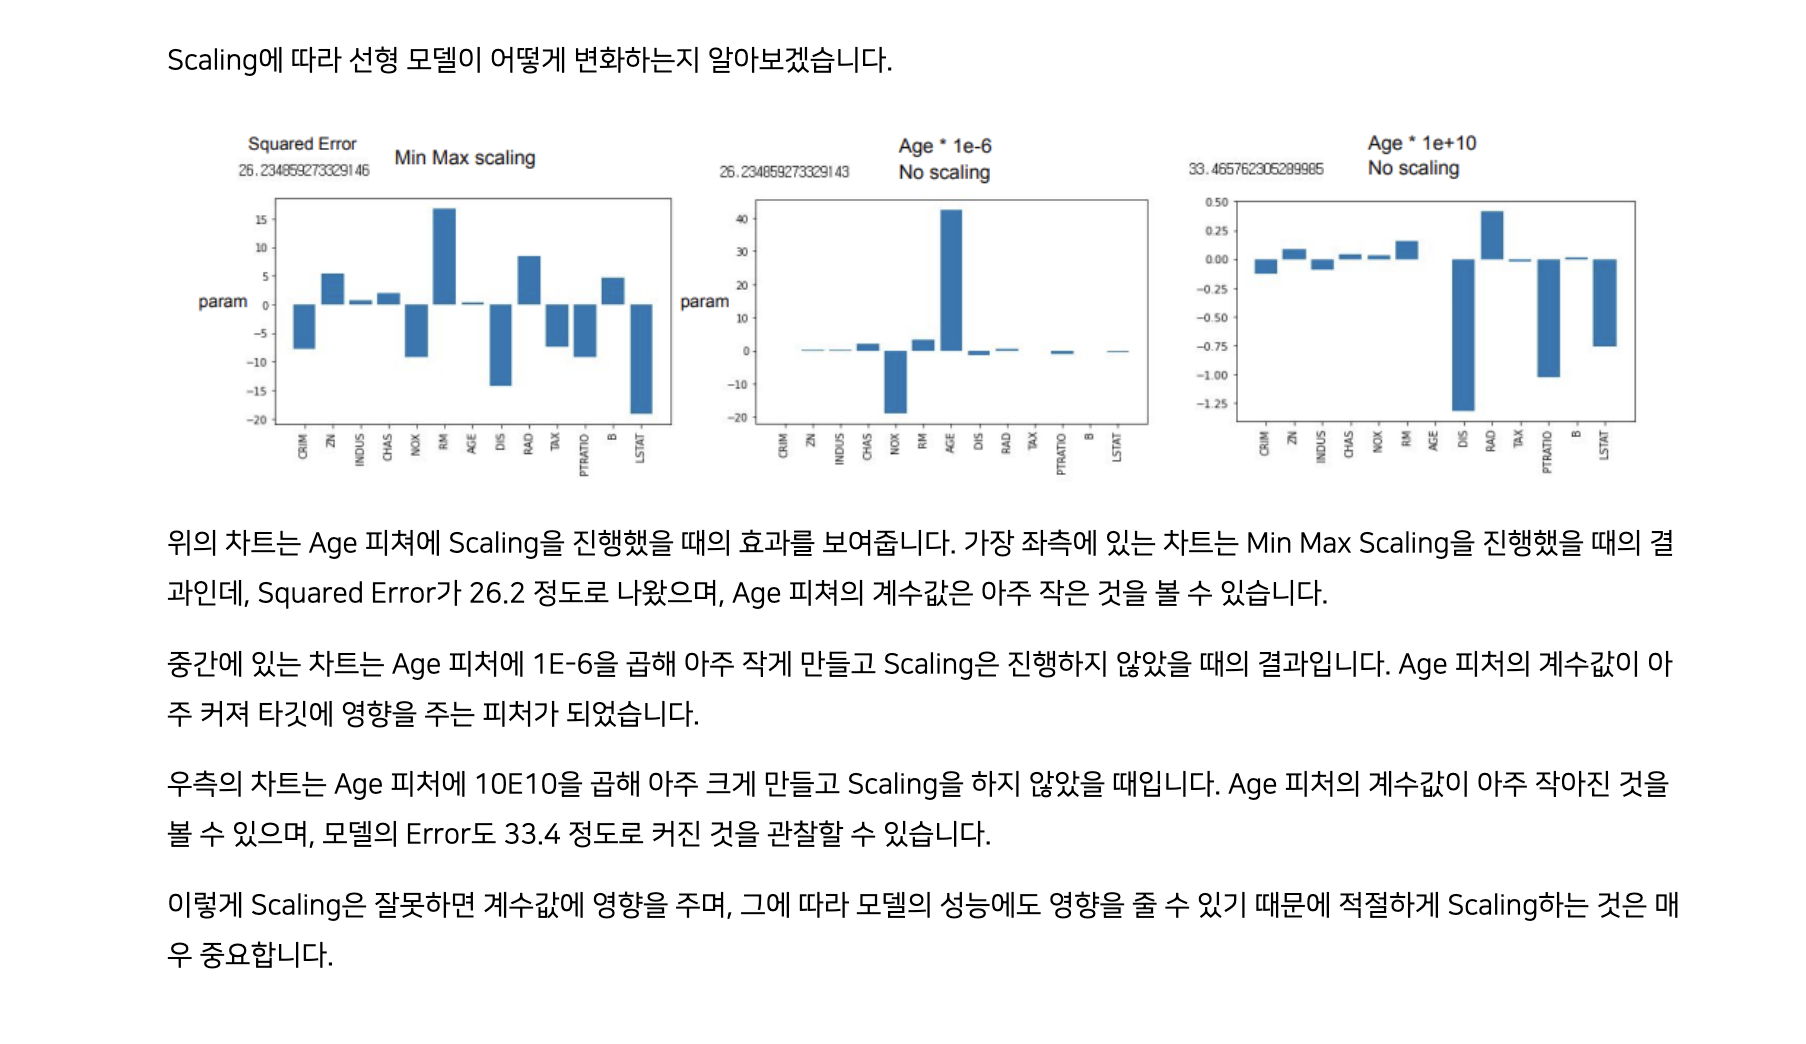 Scaling에 따라 선형 모델이 어떻게 변화하는지 알아보겠습니다.
Squared Error
26.234859273329146
Min Max scaling
param
15
10
5
0
−5
−10
−15
−20
CRIM
ZN
INDUS
CHAS
NOX
RM
AGE
DIS
RAD
TAX
PTRATIO
B
LSTAT
26.234859273329143
Age * 1e-6
No scaling
param
40
30
20
10
0
−10
−20
CRIM
ZN
INDUS
CHAS
NOX
RM
AGE
DIS
RAD
TAX
PTRATIO
B
LSTAT
33.465762305289985
Age * 1e+10
No scaling
0.50
0.25
0.00
−0.25
−0.50
−0.75
−1.00
−1.25
CRIM
ZN
INDUS
CHAS
NOX
RM
AGE
DIS
RAD
TAX
PTRATIO
B
LSTAT
위의 차트는 Age 피쳐에 Scaling을 진행했을 때의 효과를 보여줍니다. 가장 좌측에 있는 차트는 Min Max Scaling을 진행했을 때의 결
과인데, Squared Error가 26.2 정도로 나왔으며, Age 피쳐의 계수값은 아주 작은 것을 볼 수 있습니다.
중간에 있는 차트는 Age 피처에 1E-6을 곱해 아주 작게 만들고 Scaling은 진행하지 않았을 때의 결과입니다. Age 피처의 계수값이 아
주 커져 타깃에 영향을 주는 피처가 되었습니다.
우측의 차트는 Age 피처에 10E10을 곱해 아주 크게 만들고 Scaling을 하지 않았을 때입니다. Age 피처의 계수값이 아주 작아진 것을
볼 수 있으며, 모델의 Error도 33.4 정도로 커진 것을 관찰할 수 있습니다.
이렇게 Scaling은 잘못하면 계수값에 영향을 주며, 그에 따라 모델의 성능에도 영향을 줄 수 있기 때문에 적절하게 Scaling하는 것은 매
우 중요합니다.